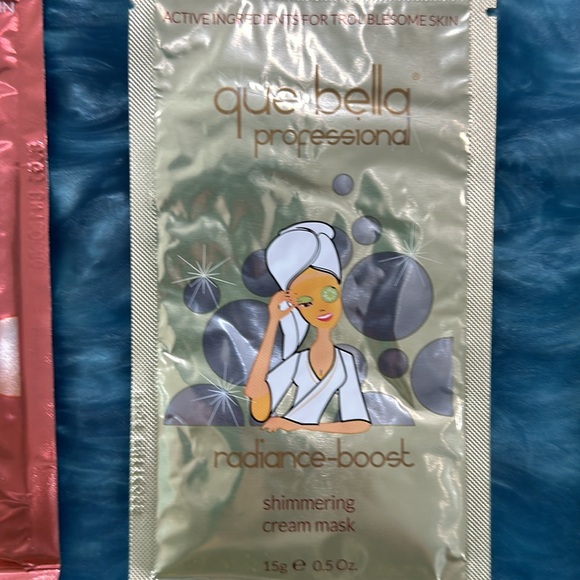 ACTIVE INGREDIENTS FOR TROUBLESOME SKIN
que bella®
professional
radiance-boost
shimmering
cream mask
15g ℮ 0.5 Oz.